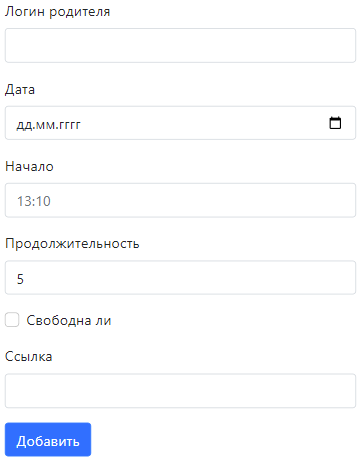 Логин родителя
Дата
дд.мм.гггг
Начало
13:10
Продолжительность
5
Свободна ли
Ссылка
Добавить